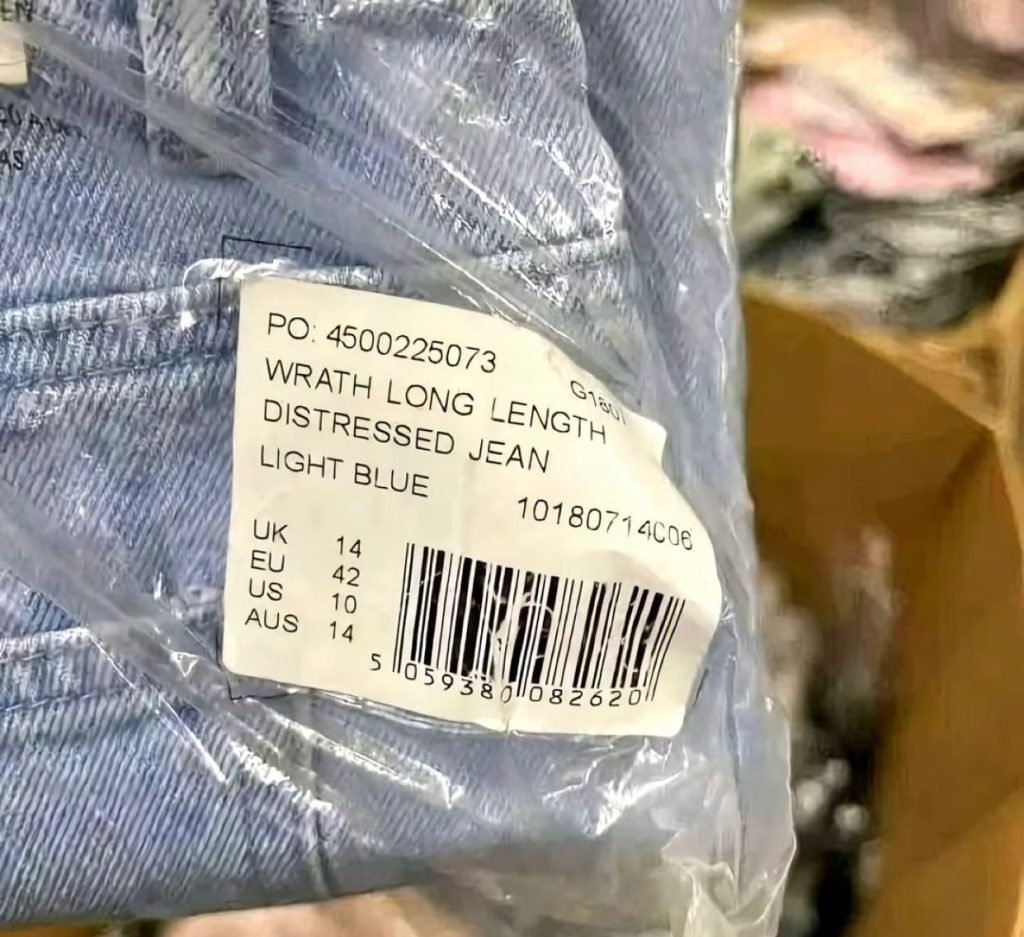 PO: 4500225073
WRATH LONG LENGTH
DISTRESSED JEAN
LIGHT BLUE
10180714C06
UK 14
EU 42
US 10
AUS 14
5 059380 082620